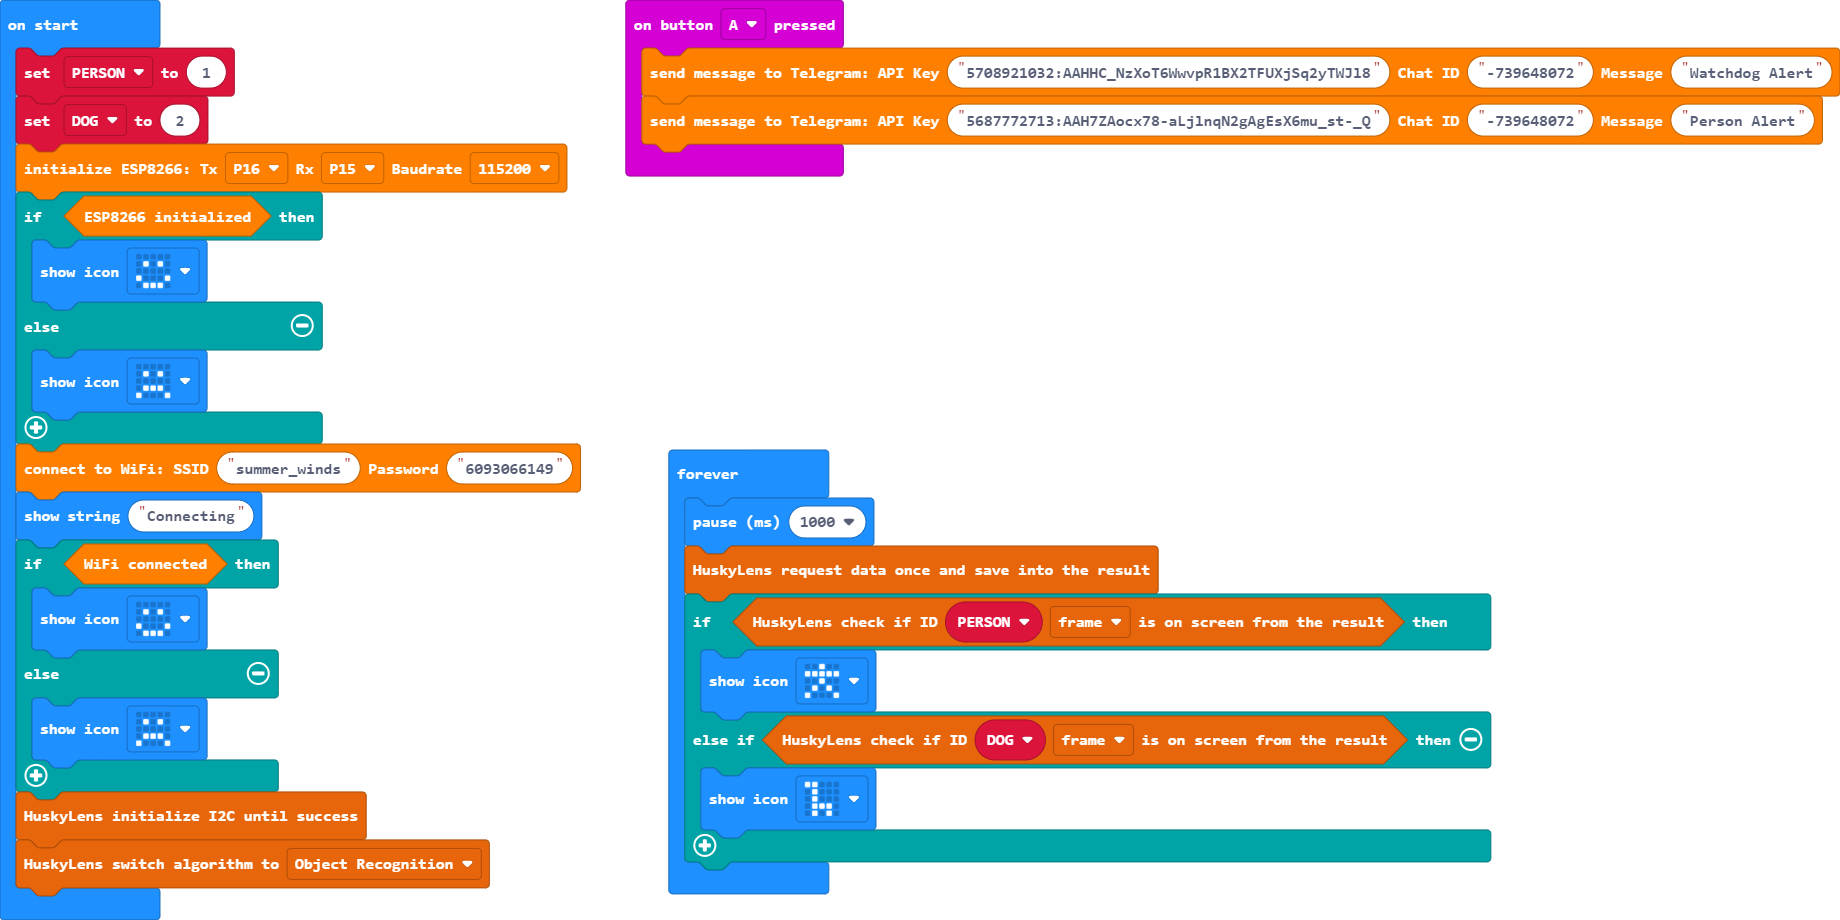 on start
set PERSON to 1
set DOG to 2
initialize ESP8266: Tx P16 Rx P15 Baudrate 115200
if ESP8266 initialized then
show icon
else
show icon
connect to WiFi: SSID "summer_winds" Password "6093066149"
show string "Connecting"
if WiFi connected then
show icon
else
show icon
HuskyLens initialize I2C until success
HuskyLens switch algorithm to Object Recognition
on button A pressed
send message to Telegram: API Key "5708921032:AAHHC_NzXoT6WwvpR1BX2TFUXjSq2yTWJl8" Chat ID "-739648072" Message "Watchdog Alert"
send message to Telegram: API Key "5687772713:AAH7ZAocx78-aLjlnqN2gAgEsX6mu_st-_Q" Chat ID "-739648072" Message "Person Alert"
forever
pause (ms) 1000
HuskyLens request data once and save into the result
if HuskyLens check if ID PERSON frame is on screen from the result then
show icon
else if HuskyLens check if ID DOG frame is on screen from the result then
show icon